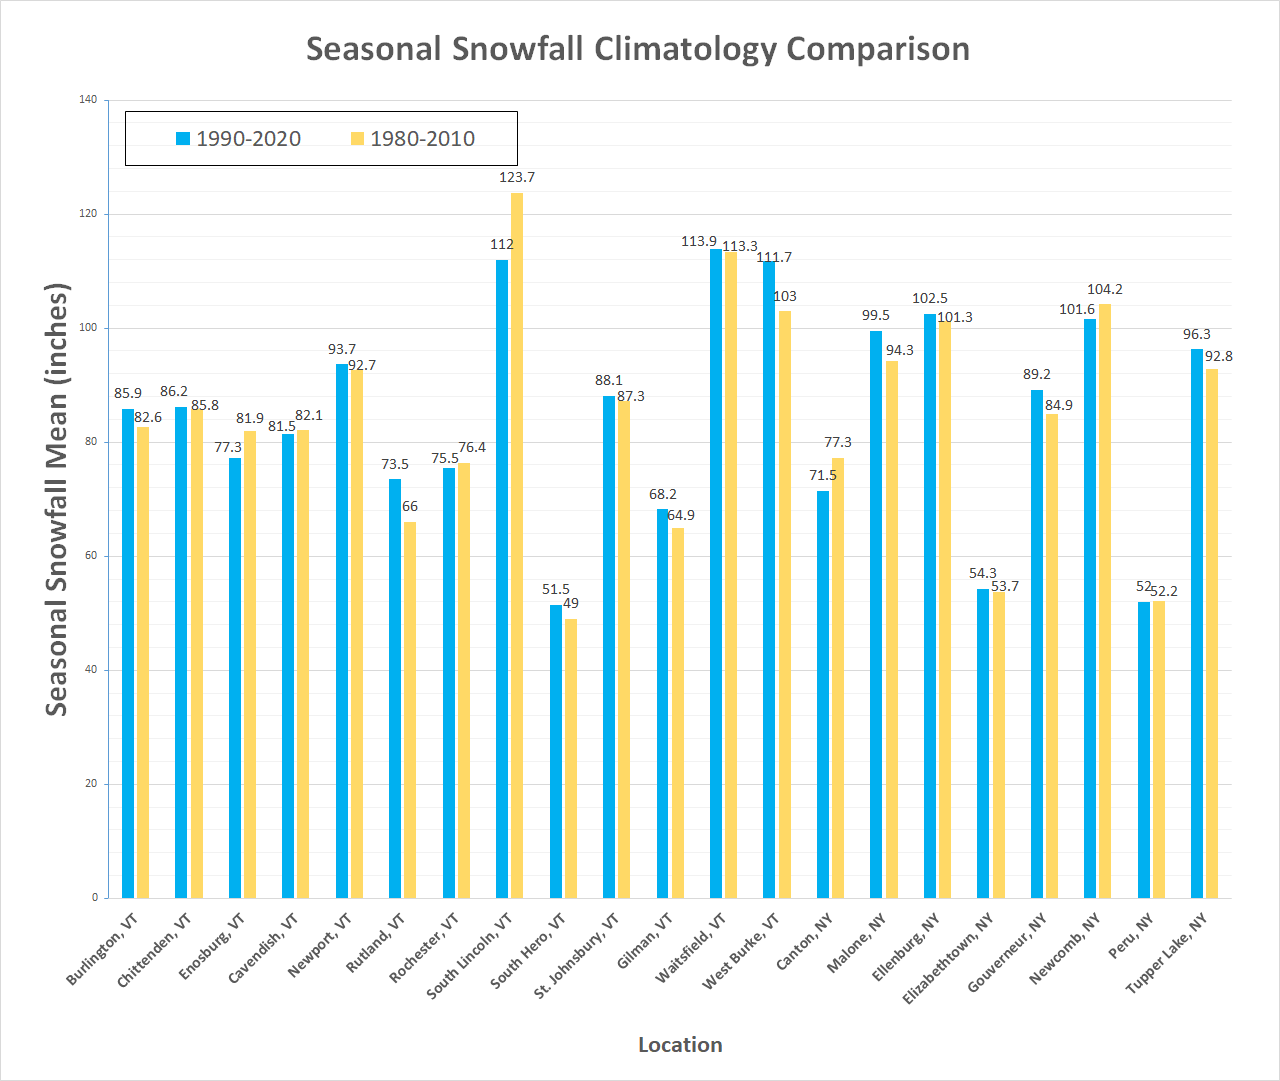 Seasonal Snowfall Climatology Comparison
1990-2020 1980-2010
Seasonal Snowfall Mean (inches)
140
120
100
80
60
40
20
0
85.9 82.6
86.2 85.8
77.3 81.9
81.5 82.1
93.7 92.7
73.5 66
75.5 76.4
112 123.7
51.5 49
88.1 87.3
68.2 64.9
113.9 113.3
111.7 103
71.5 77.3
99.5 94.3
102.5 101.3
54.3 53.7
89.2 84.9
101.6 104.2
52 52.2
96.3 92.8
Burlington, VT
Chittenden, VT
Enosburg, VT
Cavendish, VT
Newport, VT
Rutland, VT
Rochester, VT
South Lincoln, VT
South Hero, VT
St. Johnsbury, VT
Gilman, VT
Waitsfield, VT
West Burke, VT
Canton, NY
Malone, NY
Ellenburg, NY
Elizabethtown, NY
Gouverneur, NY
Newcomb, NY
Peru, NY
Tupper Lake, NY
Location